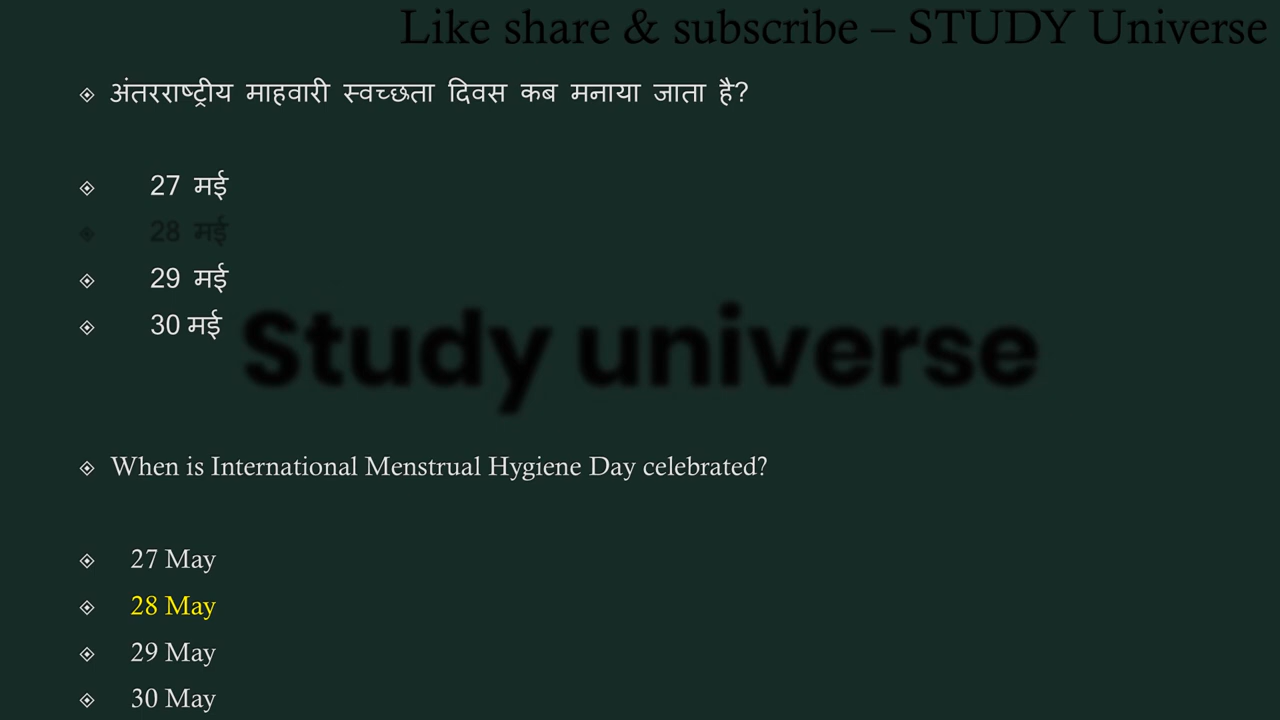 Like share & subscribe – STUDY Universe
अंतरराष्ट्रीय माहवारी स्वच्छता दिवस कब मनाया जाता है?
27 मई
28 मई
29 मई
30 मई
Study universe
When is International Menstrual Hygiene Day celebrated?
27 May
28 May
29 May
30 May